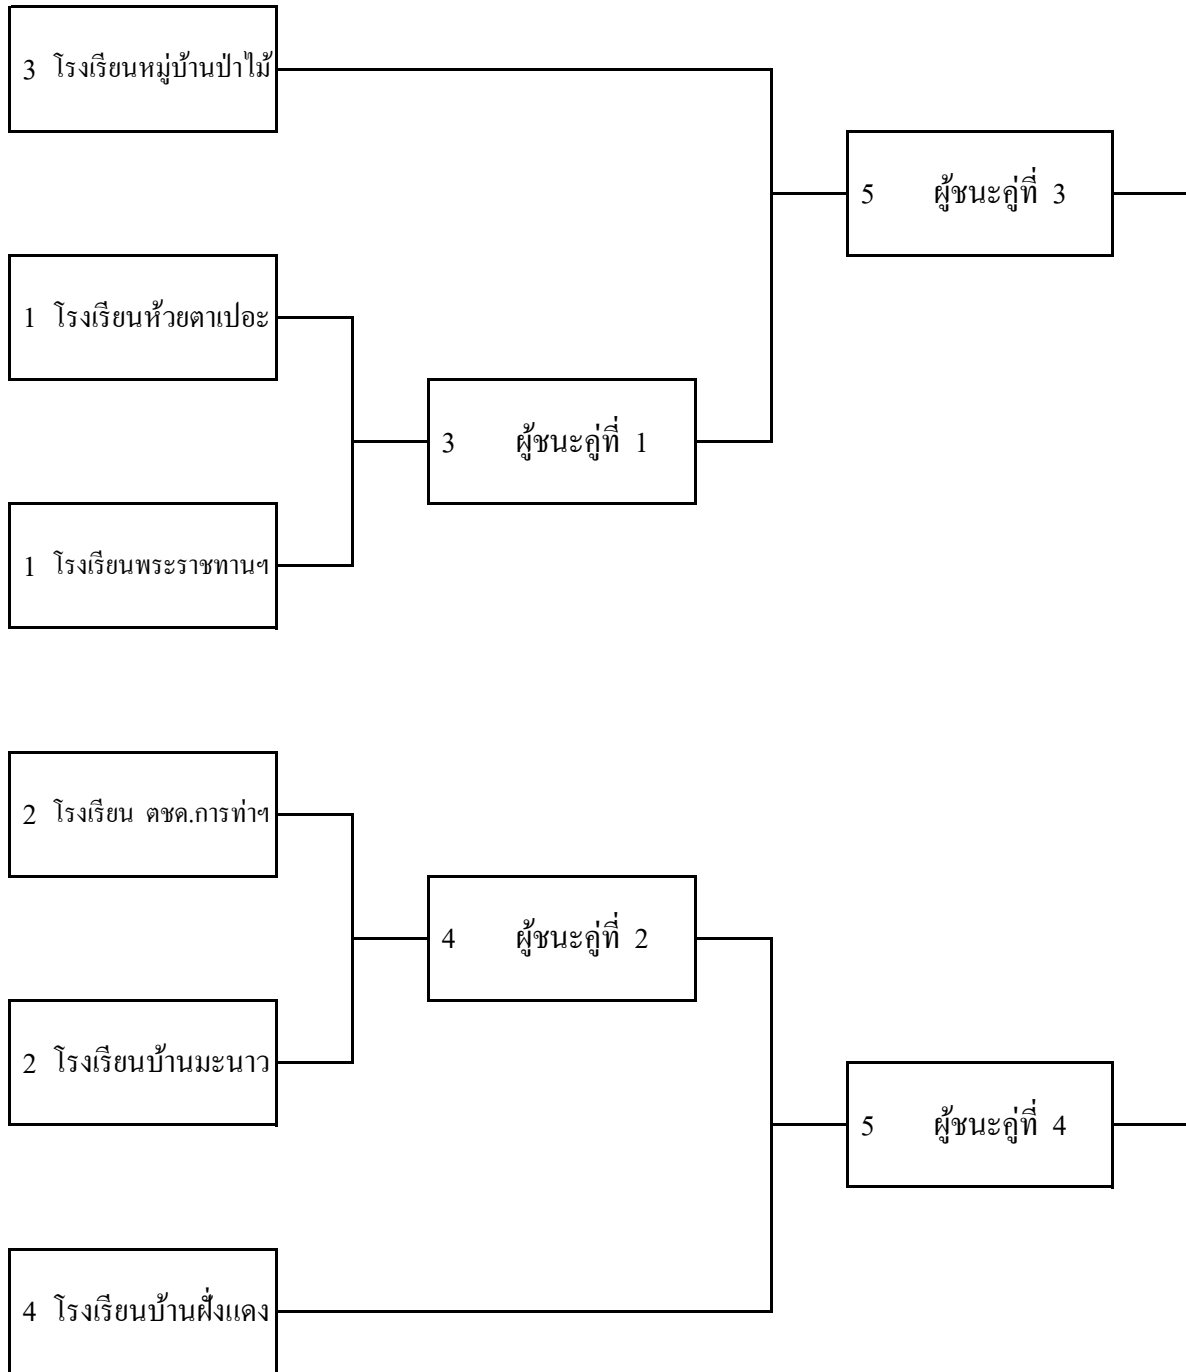 3 โรงเรียนหมู่บ้านป่าไม้
5 ผู้ชนะคู่ที่ 3
1 โรงเรียนห้วยตาเปอะ
3 ผู้ชนะคู่ที่ 1
1 โรงเรียนพระราชทานฯ
2 โรงเรียน ตชด.การท่าฯ
4 ผู้ชนะคู่ที่ 2
2 โรงเรียนบ้านมะนาว
5 ผู้ชนะคู่ที่ 4
4 โรงเรียนบ้านฝั่งแดง